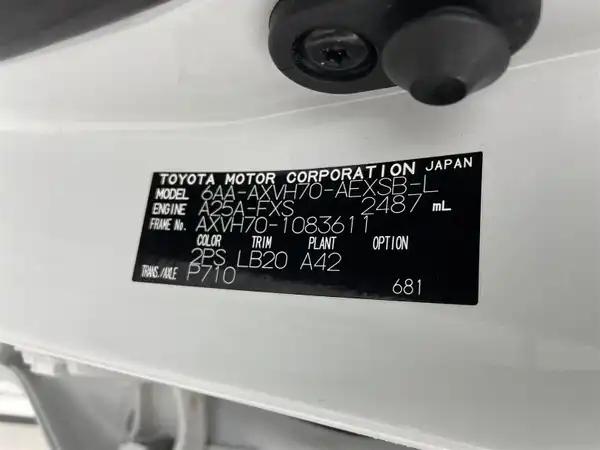 TOYOTA MOTOR CORPORATION JAPAN
MODEL 6AA-AXVH70-AEXSB-L
ENGINE A25A-FXS 2487 mL
FRAME No. AXVH70-1083611
COLOR TRIM PLANT OPTION
2PS LB20 A42
TRANS./AXLE P710
681